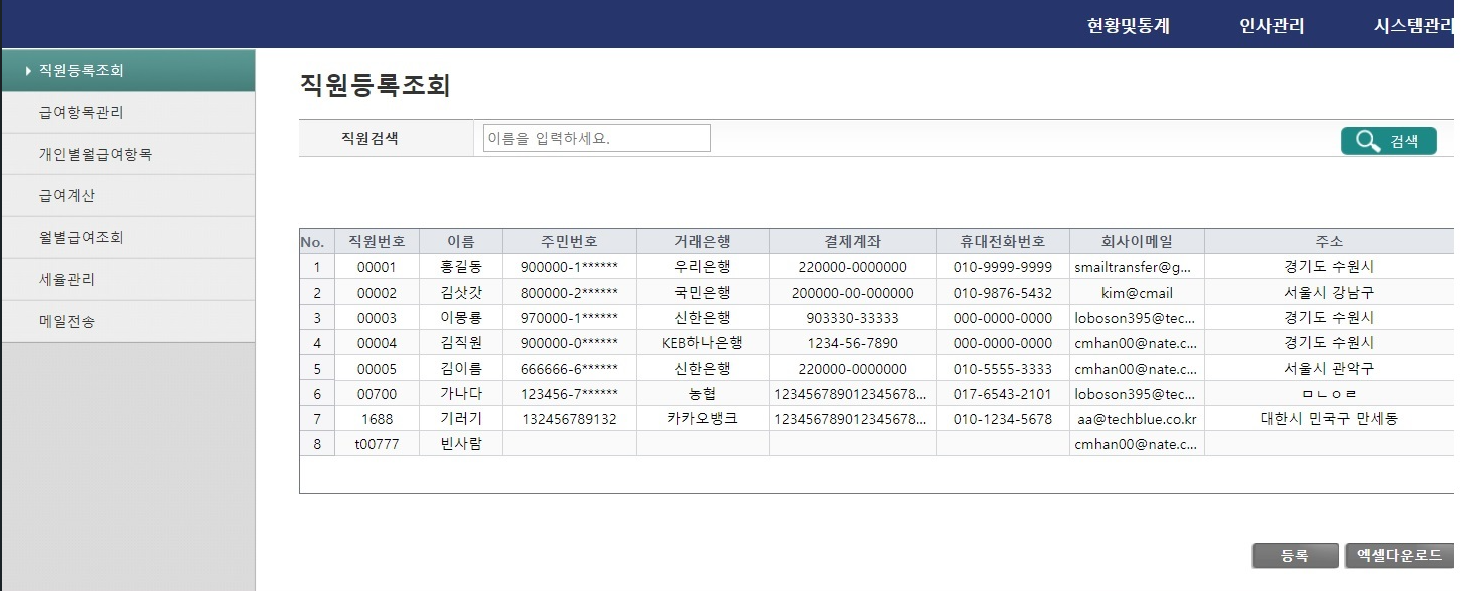 현황및통계 인사관리 시스템관리
직원등록조회
급여항목관리
개인별월급여항목
급여계산
월별급여조회
세율관리
메일전송
직원등록조회
직원검색 이름을 입력하세요. 검색
No. 직원번호 이름 주민번호 거래은행 결제계좌 휴대전화번호 회사이메일 주소
1 00001 홍길동 900000-1****** 우리은행 220000-0000000 010-9999-9999 smailtransfer@g... 경기도 수원시
2 00002 김삿갓 800000-2****** 국민은행 200000-00-000000 010-9876-5432 kim@cmail 서울시 강남구
3 00003 이몽룡 970000-1****** 신한은행 903330-33333 000-0000-0000 loboson395@tec... 경기도 수원시
4 00004 김직원 900000-0****** KEB하나은행 1234-56-7890 000-0000-0000 cmhan00@nate.c... 경기도 수원시
5 00005 김이름 666666-6****** 신한은행 220000-0000000 010-5555-3333 cmhan00@nate.c... 서울시 관악구
6 00700 가나다 123456-7****** 농협 123456789012345678... 017-6543-2101 loboson395@tec... ㅁㄴㅇㄹ
7 1688 기러기 132456789132 카카오뱅크 123456789012345678... 010-1234-5678 aa@techblue.co.kr 대한시 민국구 만세동
8 t00777 빈사람 cmhan00@nate.c...
등록 엑셀다운로드